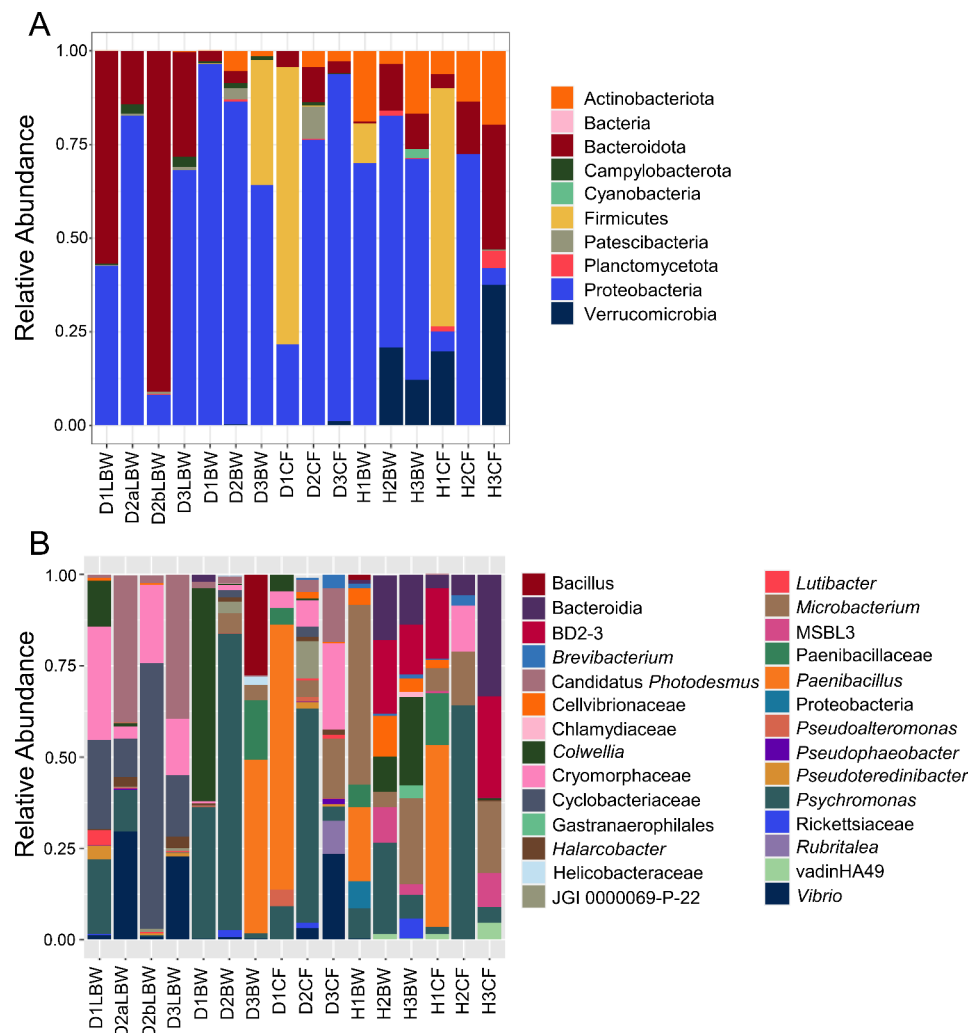 A
Relative Abundance
1.00
0.75
0.50
0.25
0.00
D1LBW
D2aLBW
D2bLBW
D3LBW
D1BW
D2BW
D3BW
D1CF
D2CF
D3CF
H1BW
H2BW
H3BW
H1CF
H2CF
H3CF
Actinobacteriota
Bacteria
Bacteroidota
Campylobacterota
Cyanobacteria
Firmicutes
Patescibacteria
Planctomycetota
Proteobacteria
Verrucomicrobia
B
Relative Abundance
1.00
0.75
0.50
0.25
0.00
D1LBW
D2aLBW
D2bLBW
D3LBW
D1BW
D2BW
D3BW
D1CF
D2CF
D3CF
H1BW
H2BW
H3BW
H1CF
H2CF
H3CF
Bacillus
Bacteroidia
BD2-3
Brevibacterium
Candidatus Photodesmus
Cellvibrionaceae
Chlamydiaceae
Colwellia
Cryomorphaceae
Cyclobacteriaceae
Gastranaerophilales
Halarcobacter
Helicobacteraceae
JGI 0000069-P-22
Lutibacter
Microbacterium
MSBL3
Paenibacillaceae
Paenibacillus
Proteobacteria
Pseudoalteromonas
Pseudophaeobacter
Pseudoteredinibacter
Psychromonas
Rickettsiaceae
Rubritalea
vadinHA49
Vibrio